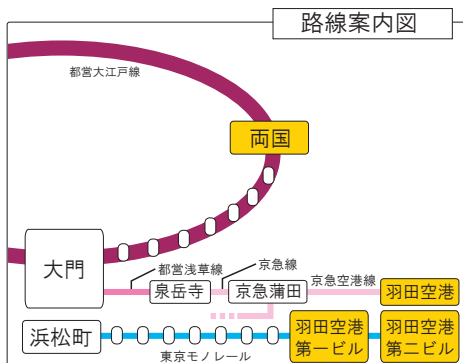 路線案内図
都営大江戸線
両国
大門
都営浅草線
京急線
京急空港線
泉岳寺
京急蒲田
羽田空港
浜松町
東京モノレール
羽田空港
第一ビル
羽田空港
第二ビル